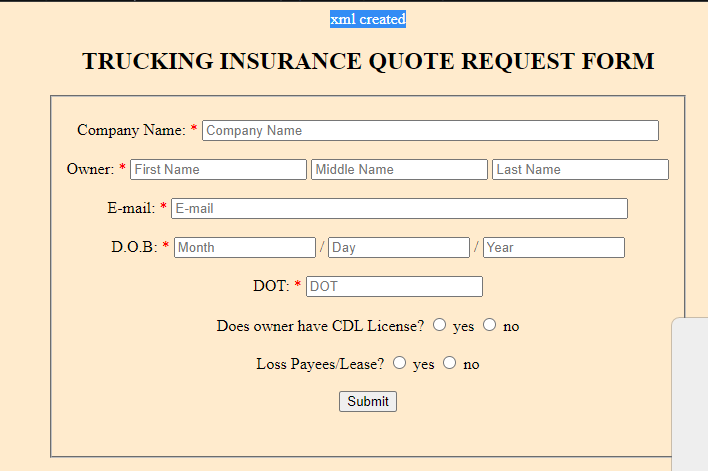 xml created
TRUCKING INSURANCE QUOTE REQUEST FORM
Company Name: * Company Name
Owner: * First Name Middle Name Last Name
E-mail: * E-mail
D.O.B: * Month / Day / Year
DOT: * DOT
Does owner have CDL License? yes no
Loss Payees/Lease? yes no
Submit